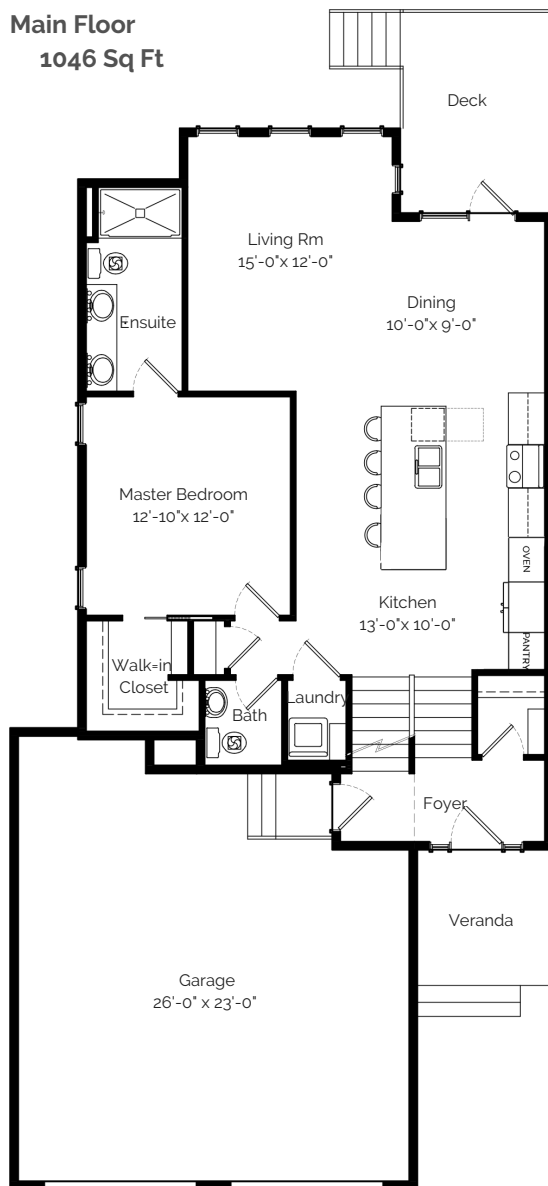 Main Floor
1046 Sq Ft
Deck
Living Rm
15'-0"x 12'-0"
Dining
10'-0"x 9'-0"
Ensuite
Master Bedroom
12'-10"x 12'-0"
OVEN
Kitchen
13'-0"x 10'-0"
PANTRY
Walk-in
Closet
Laundry
Bath
Foyer
Veranda
Garage
26'-0" x 23'-0"